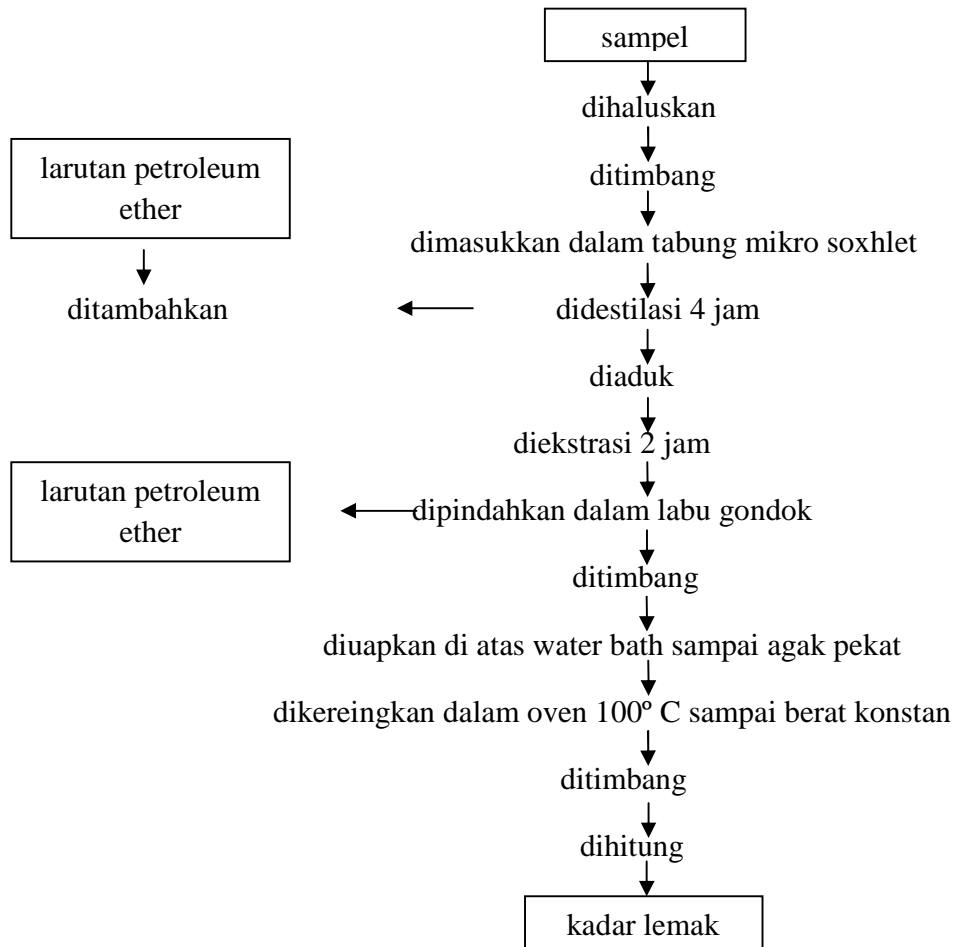 sampel
dihaluskan
ditimbang
larutan petroleum
ether
dimasukkan dalam tabung mikro soxhlet
ditambahkan
didestilasi 4 jam
diaduk
diekstrasi 2 jam
larutan petroleum
ether
dipindahkan dalam labu gondok
ditimbang
diuapkan di atas water bath sampai agak pekat
dikereingkan dalam oven 100º C sampai berat konstan
ditimbang
dihitung
kadar lemak